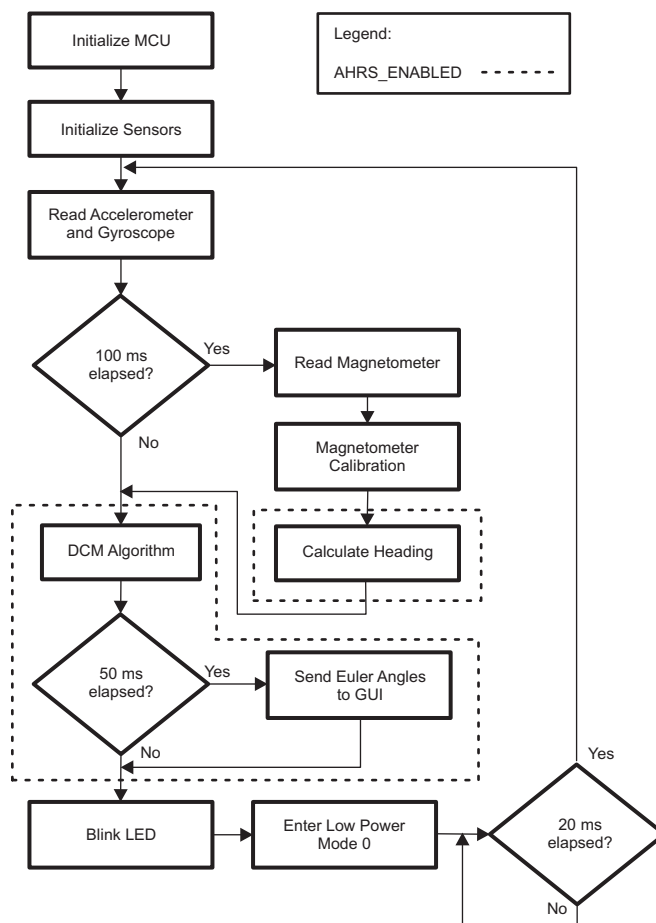 Initialize MCU
Legend:
AHRS_ENABLED
Initialize Sensors
Read Accelerometer
and Gyroscope
100 ms
elapsed?
Yes
Read Magnetometer
No
Magnetometer
Calibration
DCM Algorithm
Calculate Heading
50 ms
elapsed?
Yes
Send Euler Angles
to GUI
No
Yes
Blink LED
Enter Low Power
Mode 0
20 ms
elapsed?
No